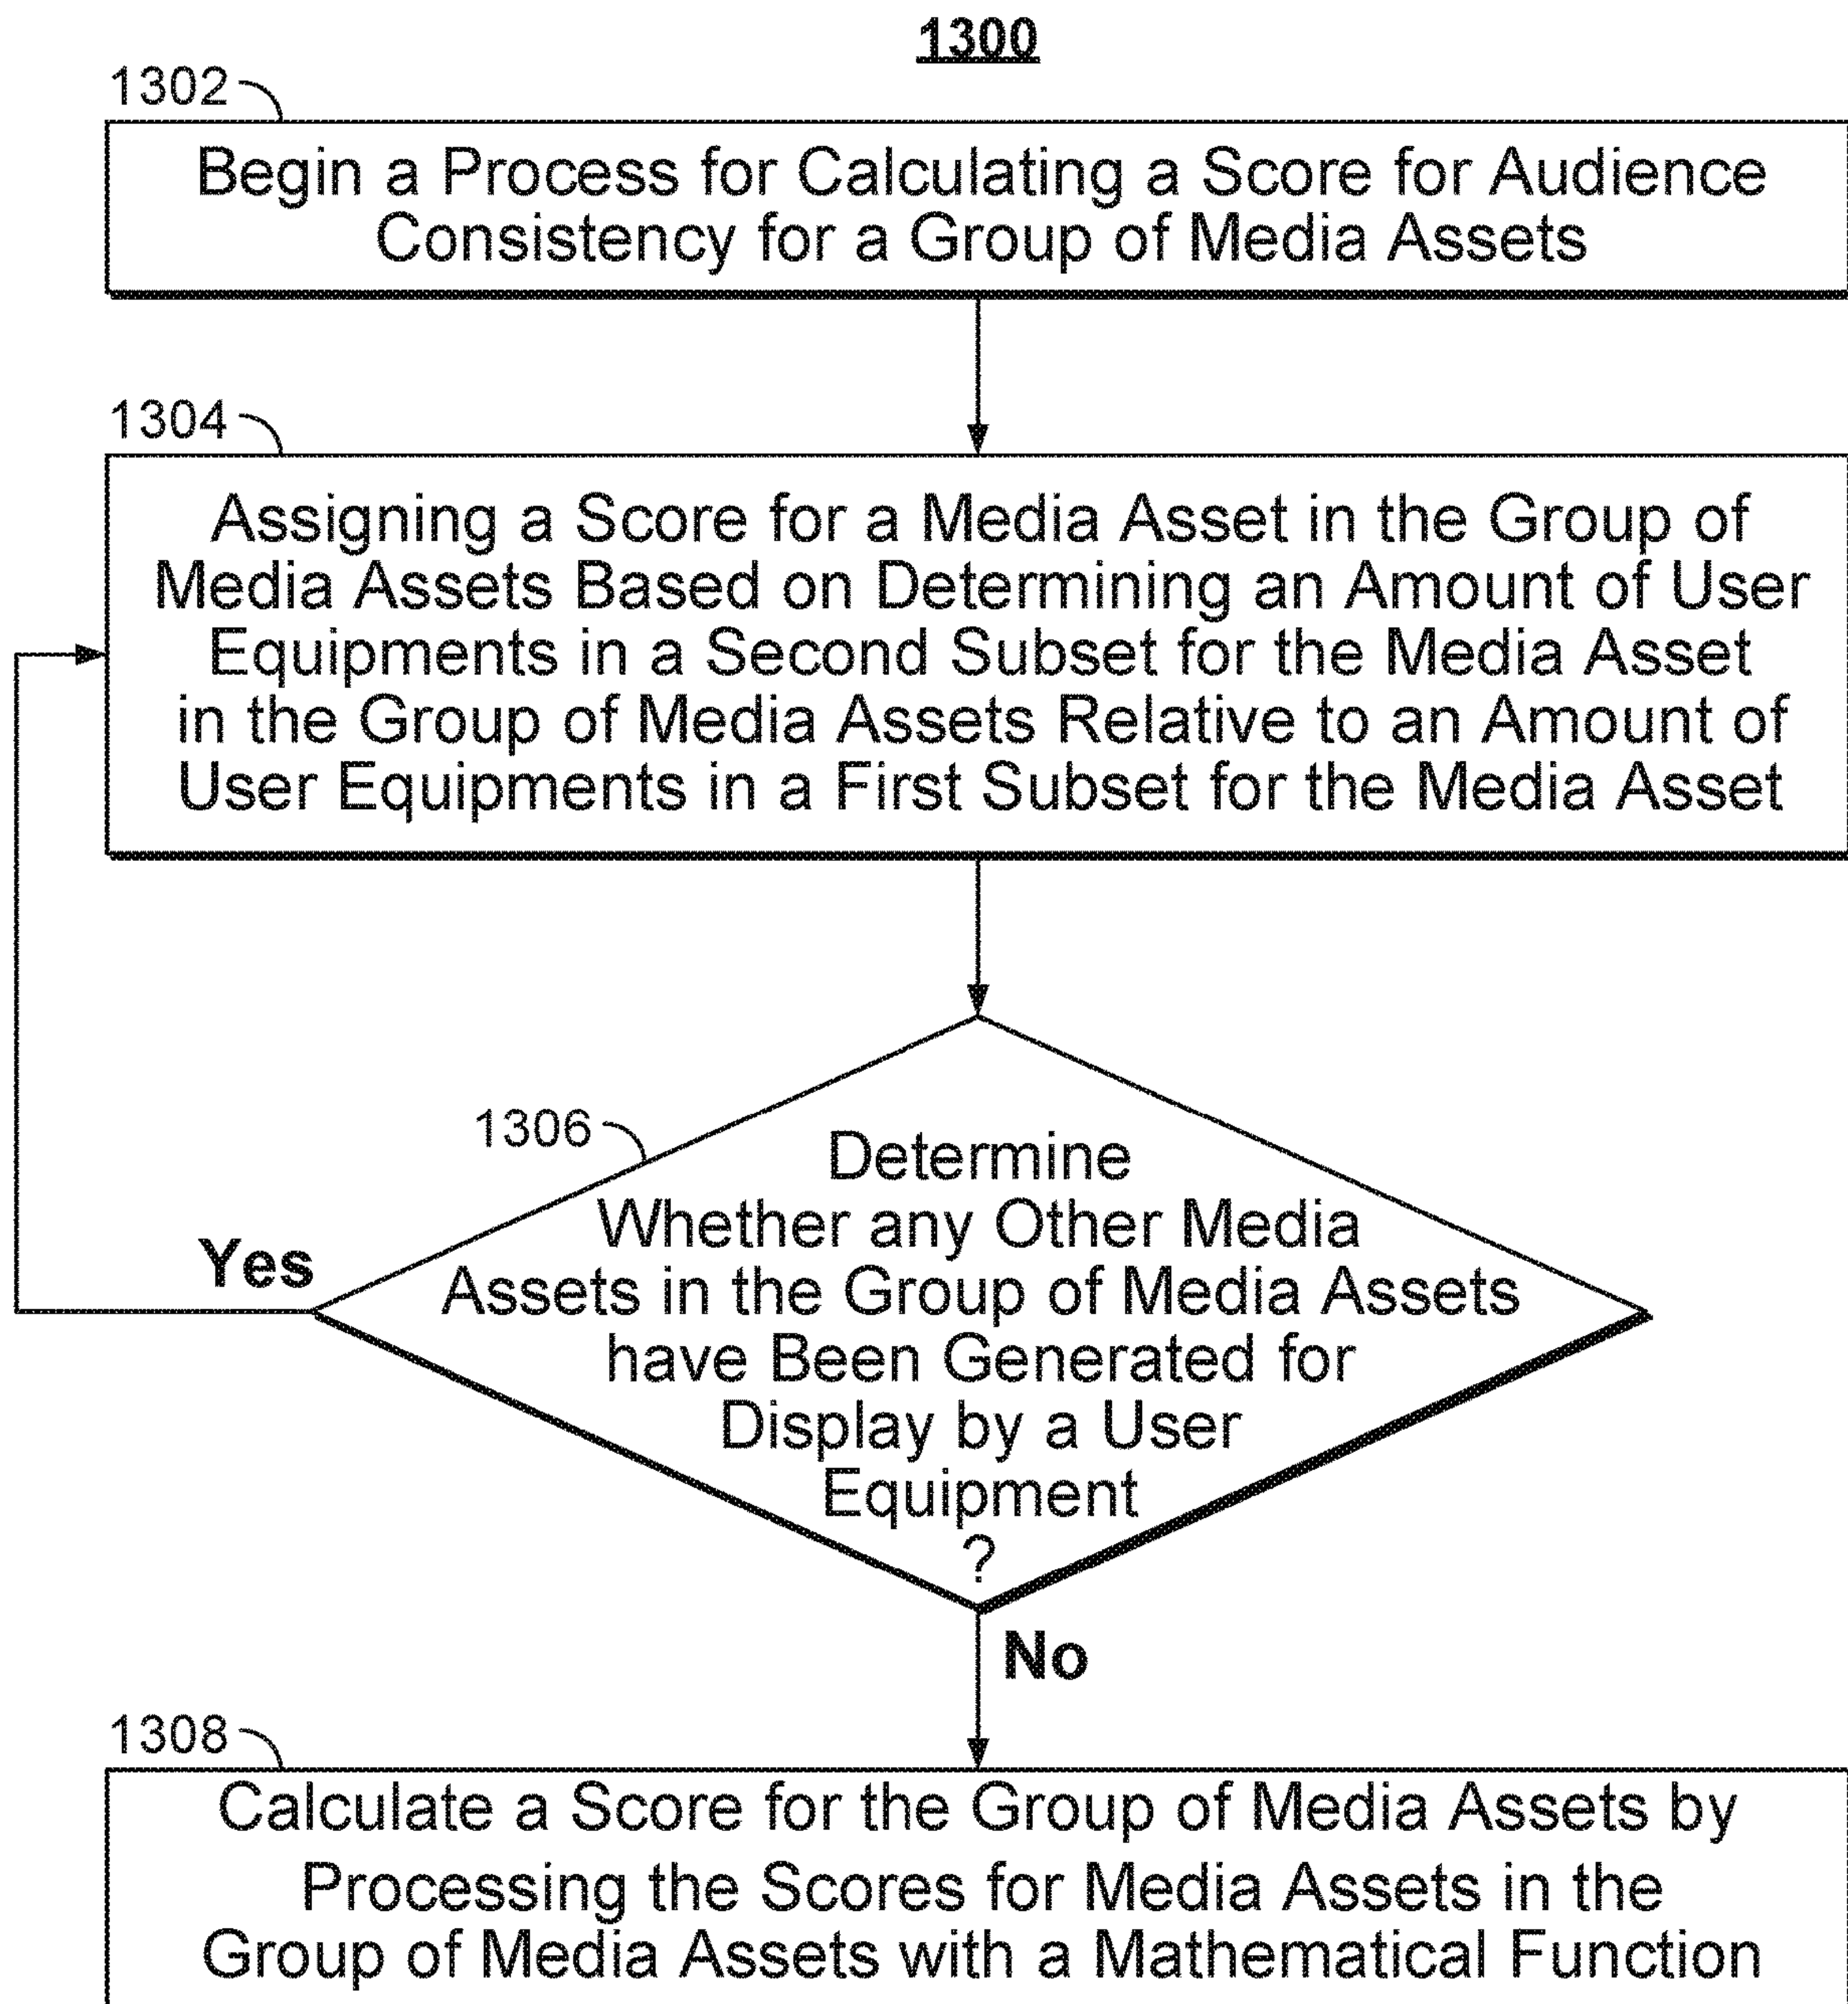 1300
1302
Begin a Process for Calculating a Score for Audience
Consistency for a Group of Media Assets
1304
Assigning a Score for a Media Asset in the Group of
Media Assets Based on Determining an Amount of User
Equipments in a Second Subset for the Media Asset
in the Group of Media Assets Relative to an Amount of
User Equipments in a First Subset for the Media Asset
1306
Determine
Whether any Other Media
Assets in the Group of Media Assets
have Been Generated for
Display by a User
Equipment
?
Yes
No
1308
Calculate a Score for the Group of Media Assets by
Processing the Scores for Media Assets in the
Group of Media Assets with a Mathematical Function